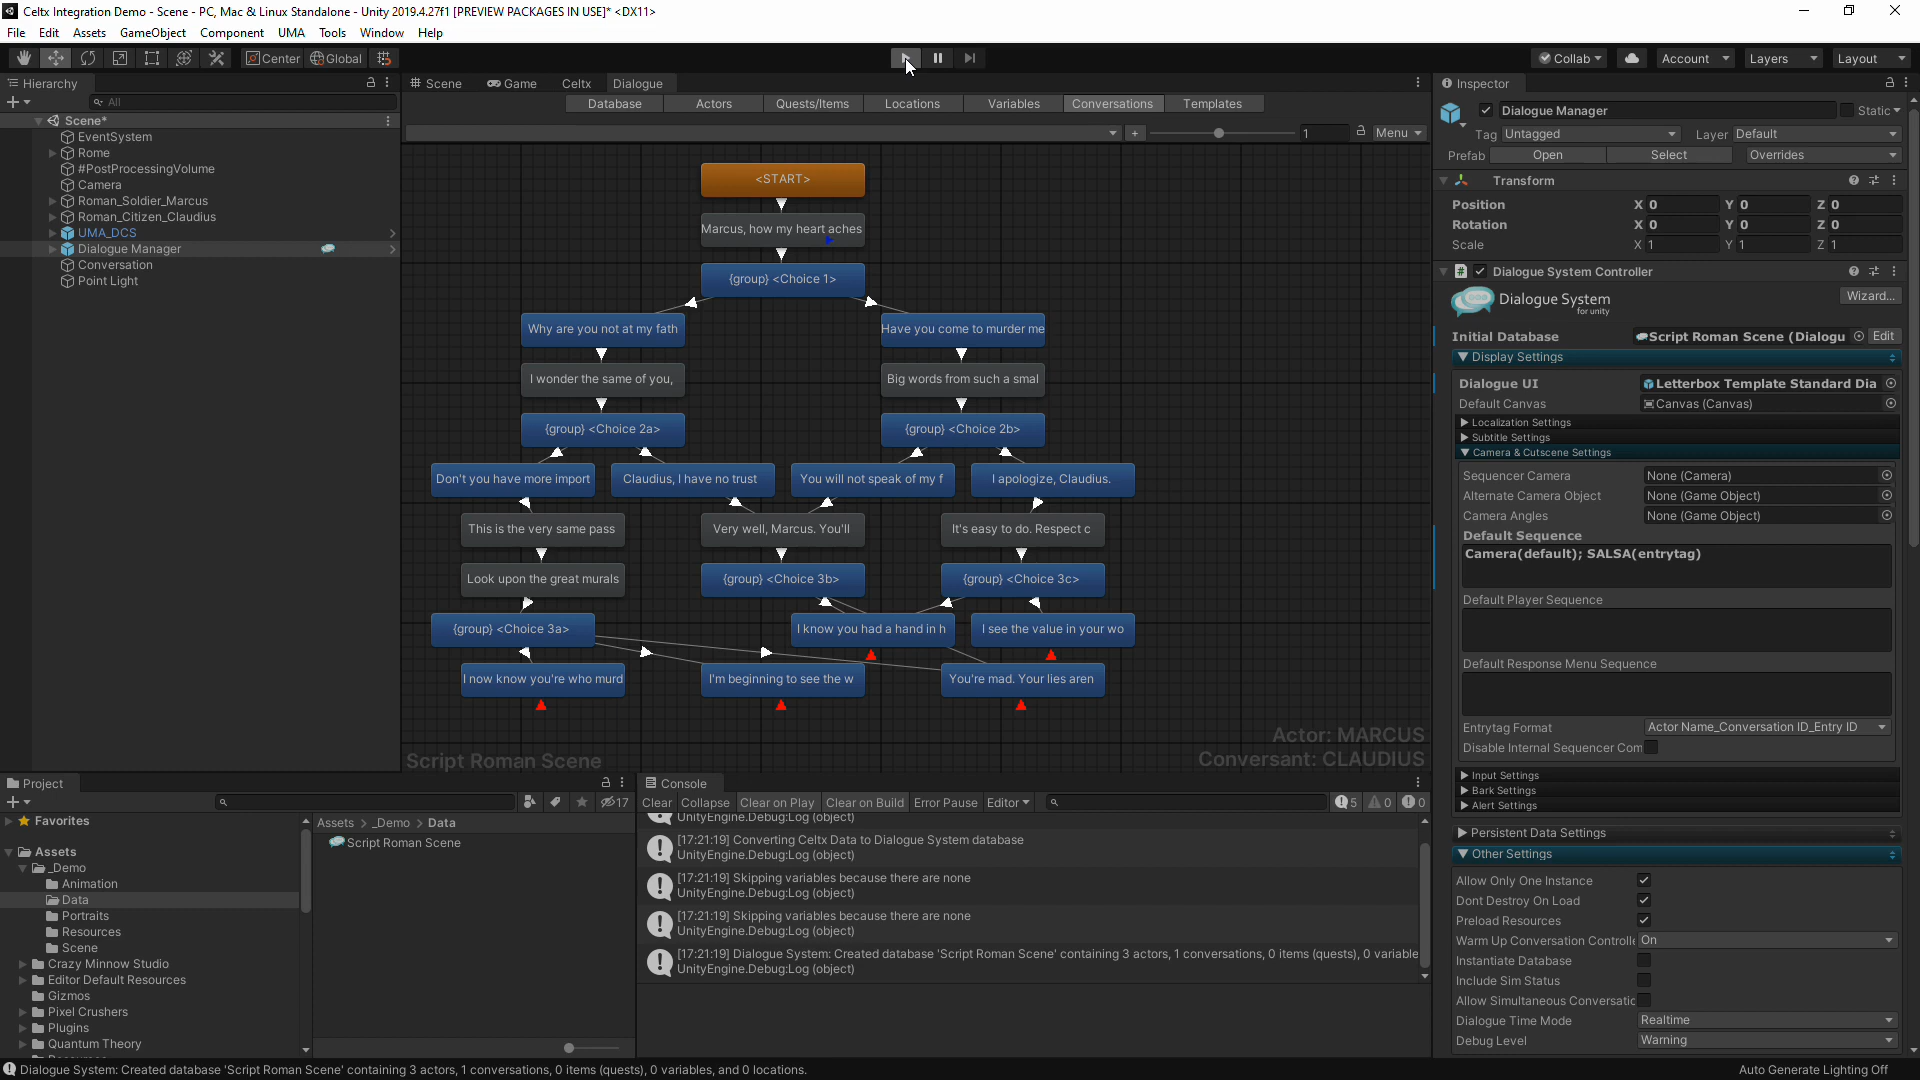 Celtx Integration Demo - Scene - PC, Mac & Linux Standalone - Unity 2019.4.27f1 [PREVIEW PACKAGES IN USE]* <DX11>
File Edit Assets GameObject Component UMA Tools Window Help
Center Global Collab Account Layers Layout
Hierarchy
All
Scene*
EventSystem
Rome
#PostProcessingVolume
Camera
Roman_Soldier_Marcus
Roman_Citizen_Claudius
UMA_DCS
Dialogue Manager
Conversation
Point Light
Scene Game Celtx Dialogue
Database Actors Quests/Items Locations Variables Conversations Templates
1 Menu
<START>
Marcus, how my heart aches
{group} <Choice 1>
Why are you not at my fath
Have you come to murder me
I wonder the same of you,
Big words from such a smal
{group} <Choice 2a>
{group} <Choice 2b>
Don't you have more import
Claudius, I have no trust
You will not speak of my f
I apologize, Claudius.
This is the very same pass
Very well, Marcus. You'll
It's easy to do. Respect c
Look upon the great murals
{group} <Choice 3b>
{group} <Choice 3c>
{group} <Choice 3a>
I know you had a hand in h
I see the value in your wo
I now know you're who murd
I'm beginning to see the w
You're mad. Your lies aren
Actor: MARCUS
Script Roman Scene
Conversant: CLAUDIUS
Inspector
Dialogue Manager
Static
Tag Untagged Layer Default
Prefab Open Select Overrides
Transform
Position X 0 Y 0 Z 0
Rotation X 0 Y 0 Z 0
Scale X 1 Y 1 Z 1
Dialogue System Controller
Dialogue System
for unity
Wizard...
Initial Database Script Roman Scene (Dialogu Edit
Display Settings
Dialogue UI Letterbox Template Standard Dia
Default Canvas Canvas (Canvas)
Localization Settings
Subtitle Settings
Camera & Cutscene Settings
Sequencer Camera None (Camera)
Alternate Camera Object None (Game Object)
Camera Angles None (Game Object)
Default Sequence
Camera(default); SALSA(entrytag)
Default Player Sequence
Default Response Menu Sequence
Entrytag Format Actor Name_Conversation ID_Entry ID
Disable Internal Sequencer Com
Input Settings
Bark Settings
Alert Settings
Persistent Data Settings
Other Settings
Allow Only One Instance
Dont Destroy On Load
Preload Resources
Warm Up Conversation Controlle On
Instantiate Database
Include Sim Status
Allow Simultaneous Conversatic
Dialogue Time Mode Realtime
Debug Level Warning
Project
17
Favorites
Assets
_Demo
Animation
Data
Portraits
Resources
Scene
Crazy Minnow Studio
Editor Default Resources
Gizmos
Pixel Crushers
Plugins
Quantum Theory
Assets > _Demo > Data
Script Roman Scene
Console
Clear Collapse Clear on Play Clear on Build Error Pause Editor 5 0 0
UnityEngine.Debug:Log (object)
[17:21:19] Converting Celtx Data to Dialogue System database
UnityEngine.Debug:Log (object)
[17:21:19] Skipping variables because there are none
UnityEngine.Debug:Log (object)
[17:21:19] Skipping variables because there are none
UnityEngine.Debug:Log (object)
[17:21:19] Dialogue System: Created database 'Script Roman Scene' containing 3 actors, 1 conversations, 0 items (quests), 0 variable
UnityEngine.Debug:Log (object)
Dialogue System: Created database 'Script Roman Scene' containing 3 actors, 1 conversations, 0 items (quests), 0 variables, and 0 locations.
Auto Generate Lighting Off